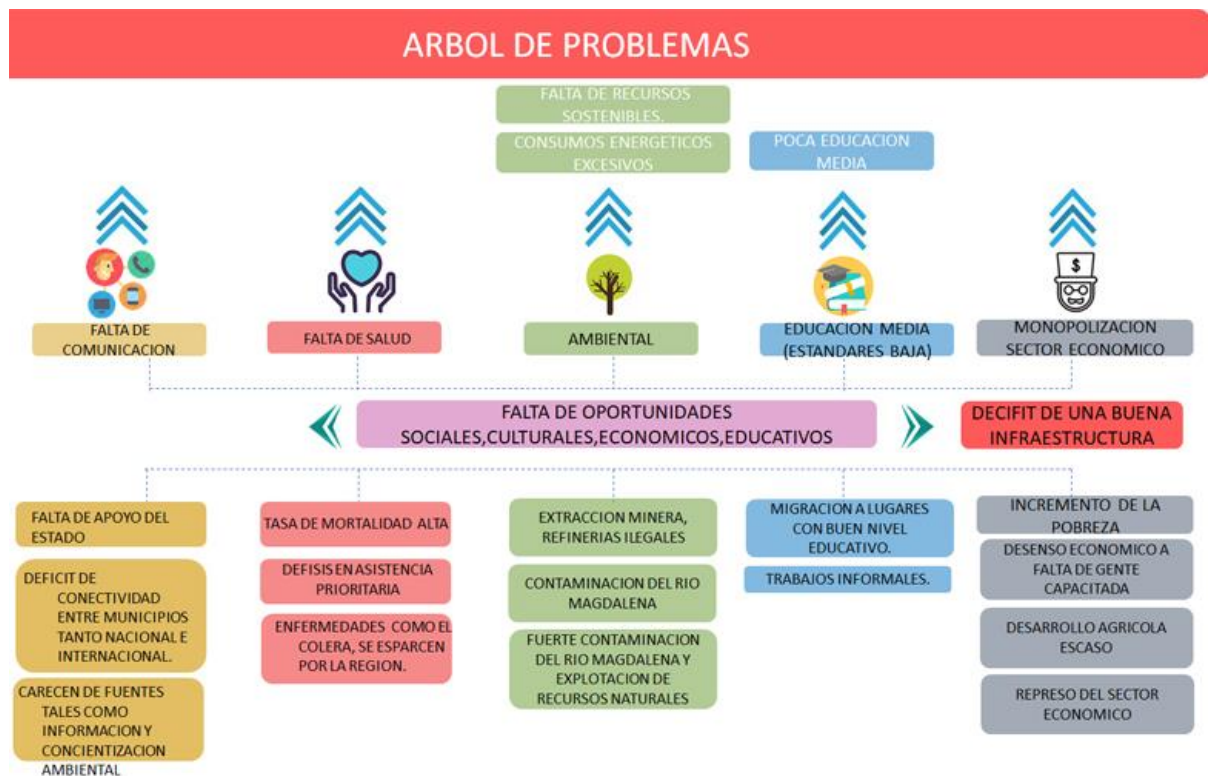 ARBOL DE PROBLEMAS
FALTA DE RECURSOS
SOSTENIBLES.
CONSUMOS ENERGETICOS
EXCESIVOS
POCA EDUCACION
MEDIA
$
FALTA DE
COMUNICACION
FALTA DE SALUD
AMBIENTAL
EDUCACION MEDIA
(ESTANDARES BAJA)
MONOPOLIZACION
SECTOR ECONOMICO
FALTA DE OPORTUNIDADES
SOCIALES,CULTURALES,ECONOMICOS,EDUCATIVOS
DECIFIT DE UNA BUENA
INFRAESTRUCTURA
FALTA DE APOYO DEL
ESTADO
DEFICIT DE
CONECTIVIDAD
ENTRE MUNICIPIOS
TANTO NACIONAL E
INTERNACIONAL.
CARECEN DE FUENTES
TALES COMO
INFORMACION Y
CONCIENTIZACION
AMBIENTAL
TASA DE MORTALIDAD ALTA
DEFISIS EN ASISTENCIA
PRIORITARIA
ENFERMEDADES COMO EL
COLERA, SE ESPARCEN
POR LA REGION.
EXTRACCION MINERA,
REFINERIAS ILEGALES
CONTAMINACION DEL RIO
MAGDALENA
FUERTE CONTAMINACION
DEL RIO MAGDALENA Y
EXPLOTACION DE
RECURSOS NATURALES
MIGRACION A LUGARES
CON BUEN NIVEL
EDUCATIVO.
TRABAJOS INFORMALES.
INCREMENTO DE LA
POBREZA
DESENSO ECONOMICO A
FALTA DE GENTE
CAPACITADA
DESARROLLO AGRICOLA
ESCASO
REPRESO DEL SECTOR
ECONOMICO